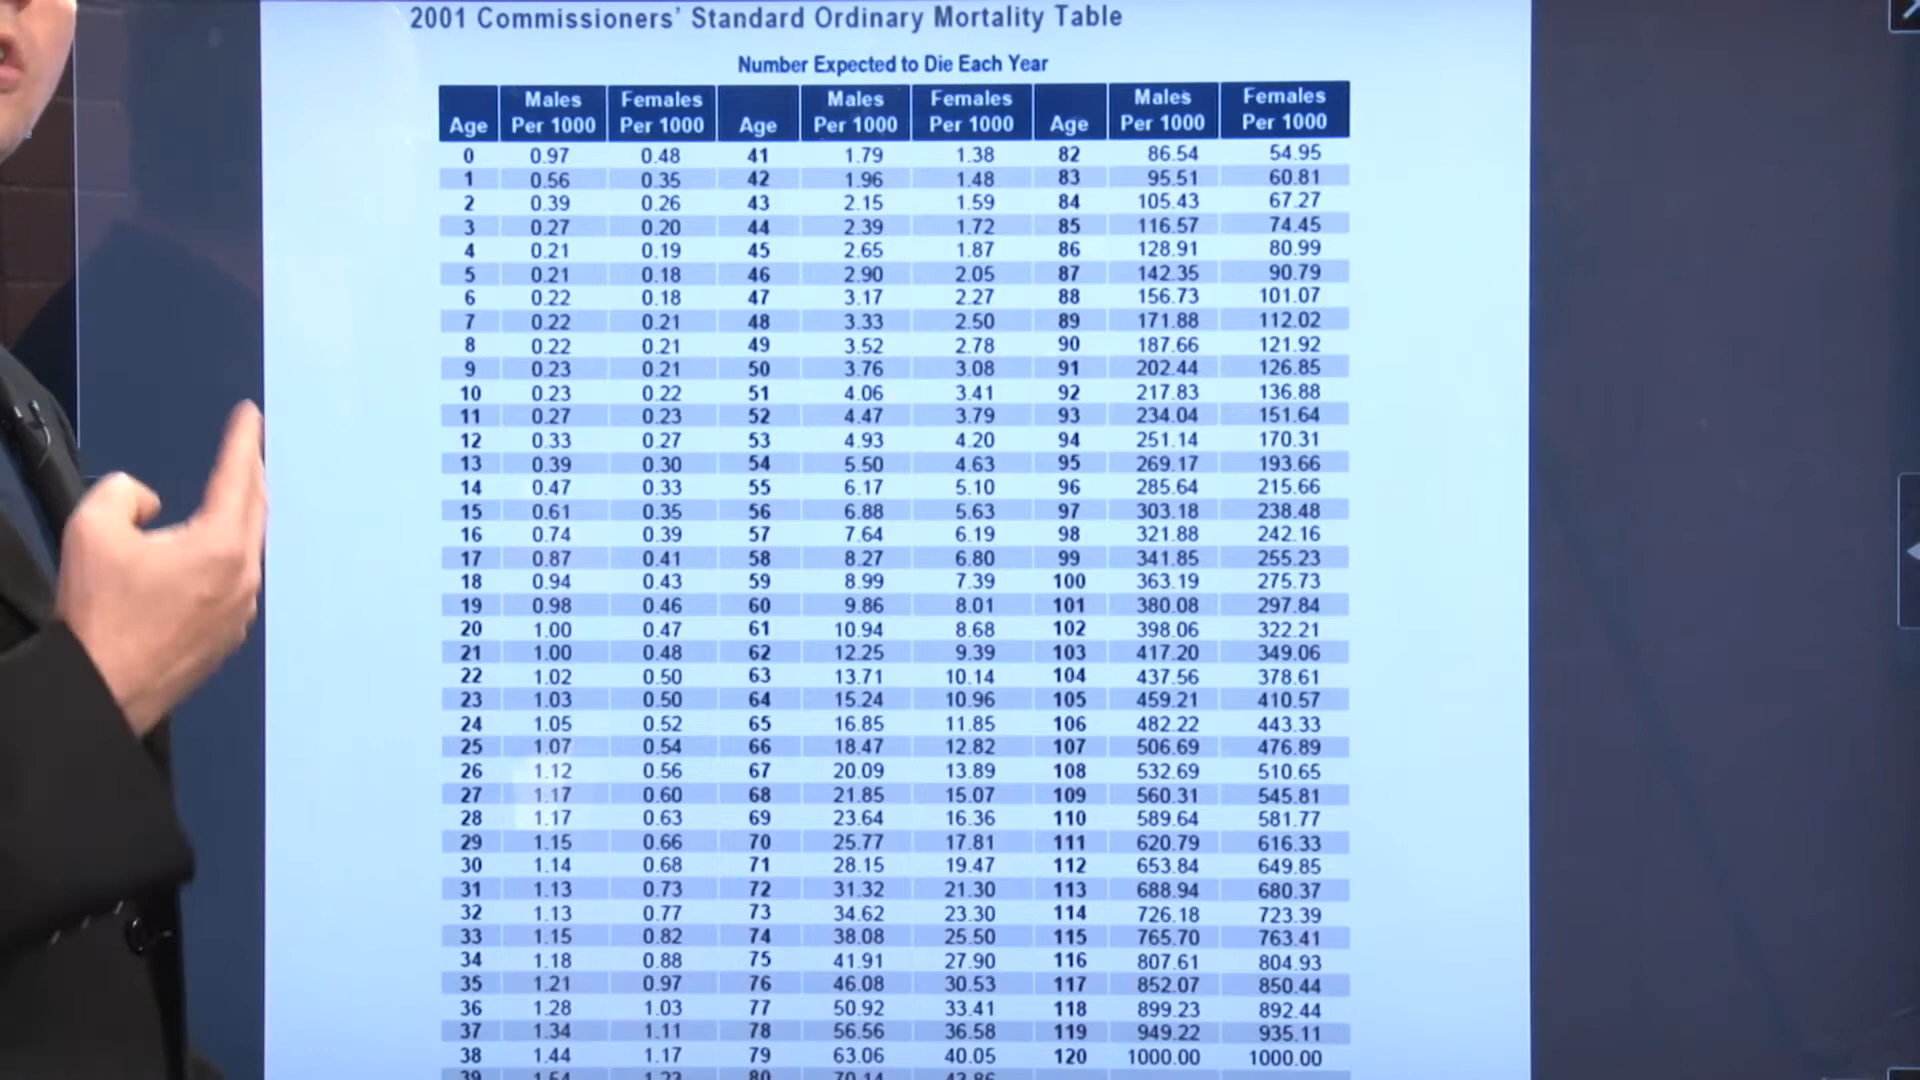 2001 Commissioners' Standard Ordinary Mortality Table
Number Expected to Die Each Year
Age Males Per 1000 Females Per 1000 Age Males Per 1000 Females Per 1000 Age Males Per 1000 Females Per 1000
0 0.97 0.48 41 1.79 1.38 82 86.54 54.95
1 0.56 0.35 42 1.96 1.48 83 95.51 60.81
2 0.39 0.26 43 2.15 1.59 84 105.43 67.27
3 0.27 0.20 44 2.39 1.72 85 116.57 74.45
4 0.21 0.19 45 2.65 1.87 86 128.91 80.99
5 0.21 0.18 46 2.90 2.05 87 142.35 90.79
6 0.22 0.18 47 3.17 2.27 88 156.73 101.07
7 0.22 0.21 48 3.33 2.50 89 171.88 112.02
8 0.22 0.21 49 3.52 2.78 90 187.66 121.92
9 0.23 0.21 50 3.76 3.08 91 202.44 126.85
10 0.23 0.22 51 4.06 3.41 92 217.83 136.88
11 0.27 0.23 52 4.47 3.79 93 234.04 151.64
12 0.33 0.27 53 4.93 4.20 94 251.14 170.31
13 0.39 0.30 54 5.50 4.63 95 269.17 193.66
14 0.47 0.33 55 6.17 5.10 96 285.64 215.66
15 0.61 0.35 56 6.88 5.63 97 303.18 238.48
16 0.74 0.39 57 7.64 6.19 98 321.88 242.16
17 0.87 0.41 58 8.27 6.80 99 341.85 255.23
18 0.94 0.43 59 8.99 7.39 100 363.19 275.73
19 0.98 0.46 60 9.86 8.01 101 380.08 297.84
20 1.00 0.47 61 10.94 8.68 102 398.06 322.21
21 1.00 0.48 62 12.25 9.39 103 417.20 349.06
22 1.02 0.50 63 13.71 10.14 104 437.56 378.61
23 1.03 0.50 64 15.24 10.96 105 459.21 410.57
24 1.05 0.52 65 16.85 11.85 106 482.22 443.33
25 1.07 0.54 66 18.47 12.82 107 506.69 476.89
26 1.12 0.56 67 20.09 13.89 108 532.69 510.65
27 1.17 0.60 68 21.85 15.07 109 560.31 545.81
28 1.17 0.63 69 23.64 16.36 110 589.64 581.77
29 1.15 0.66 70 25.77 17.81 111 620.79 616.33
30 1.14 0.68 71 28.15 19.47 112 653.84 649.85
31 1.13 0.73 72 31.32 21.30 113 688.94 680.37
32 1.13 0.77 73 34.62 23.30 114 726.18 723.39
33 1.15 0.82 74 38.08 25.50 115 765.70 763.41
34 1.18 0.88 75 41.91 27.90 116 807.61 804.93
35 1.21 0.97 76 46.08 30.53 117 852.07 850.44
36 1.28 1.03 77 50.92 33.41 118 899.23 892.44
37 1.34 1.11 78 56.56 36.58 119 949.22 935.11
38 1.44 1.17 79 63.06 40.05 120 1000.00 1000.00
39 80